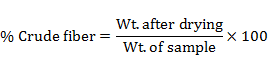 % Crude fiber = Wt. after drying / Wt. of sample × 100